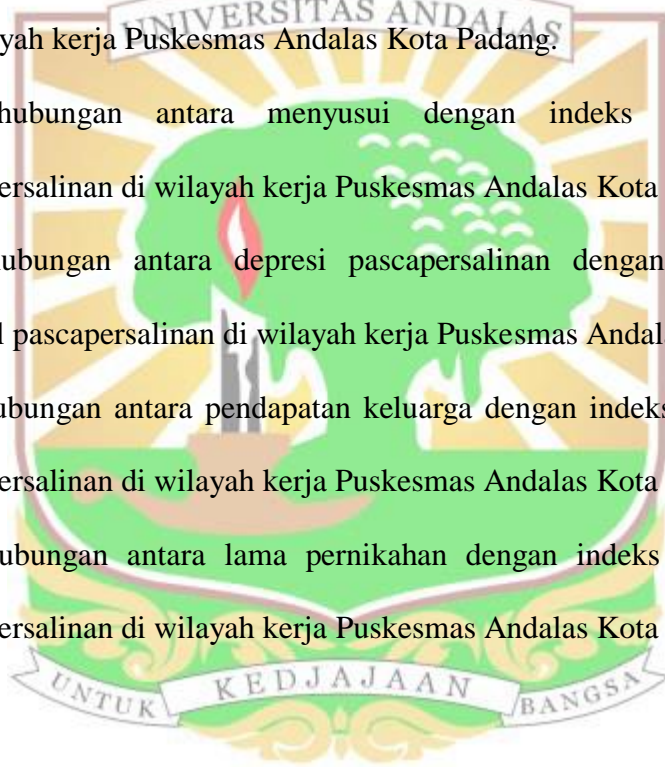 UNIVERSITAS ANDALAS
yah kerja Puskesmas Andalas Kota Padang.
hubungan antara menyusui dengan indeks
ersalinan di wilayah kerja Puskesmas Andalas Kota
ubungan antara depresi pascapersalinan dengan
l pascapersalinan di wilayah kerja Puskesmas Andal
ubungan antara pendapatan keluarga dengan indeks
ersalinan di wilayah kerja Puskesmas Andalas Kota
ubungan antara lama pernikahan dengan indeks
ersalinan di wilayah kerja Puskesmas Andalas Kota
UNTUK KEDJAJAAN BANGSA